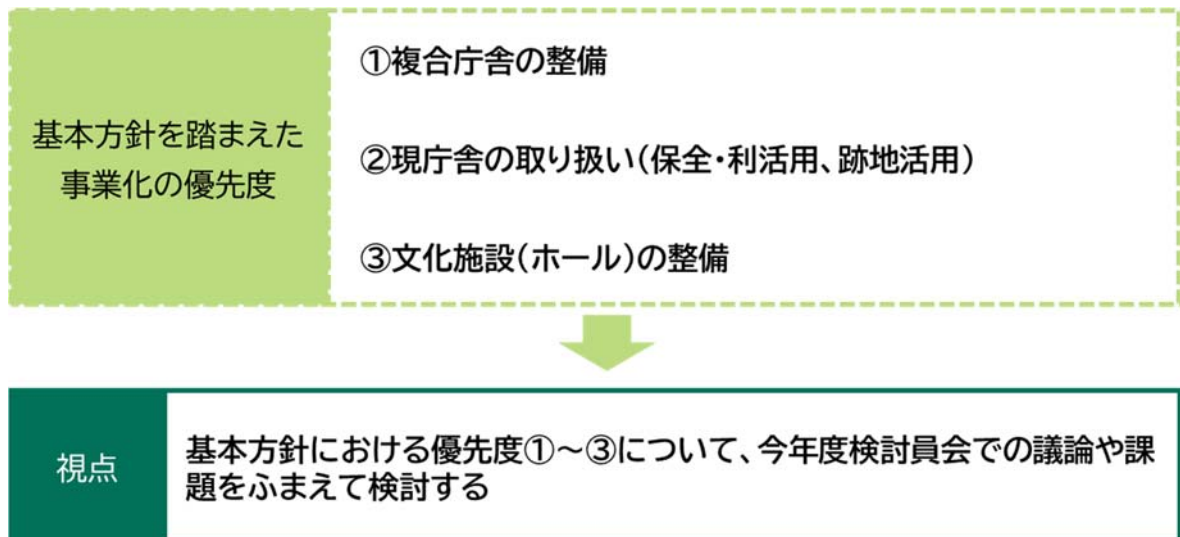 基本方針を踏まえた
事業化の優先度
①複合庁舎の整備
②現庁舎の取り扱い(保全・利活用、跡地活用)
③文化施設(ホール)の整備
視点
基本方針における優先度①～③について、今年度検討員会での議論や課
題をふまえて検討する